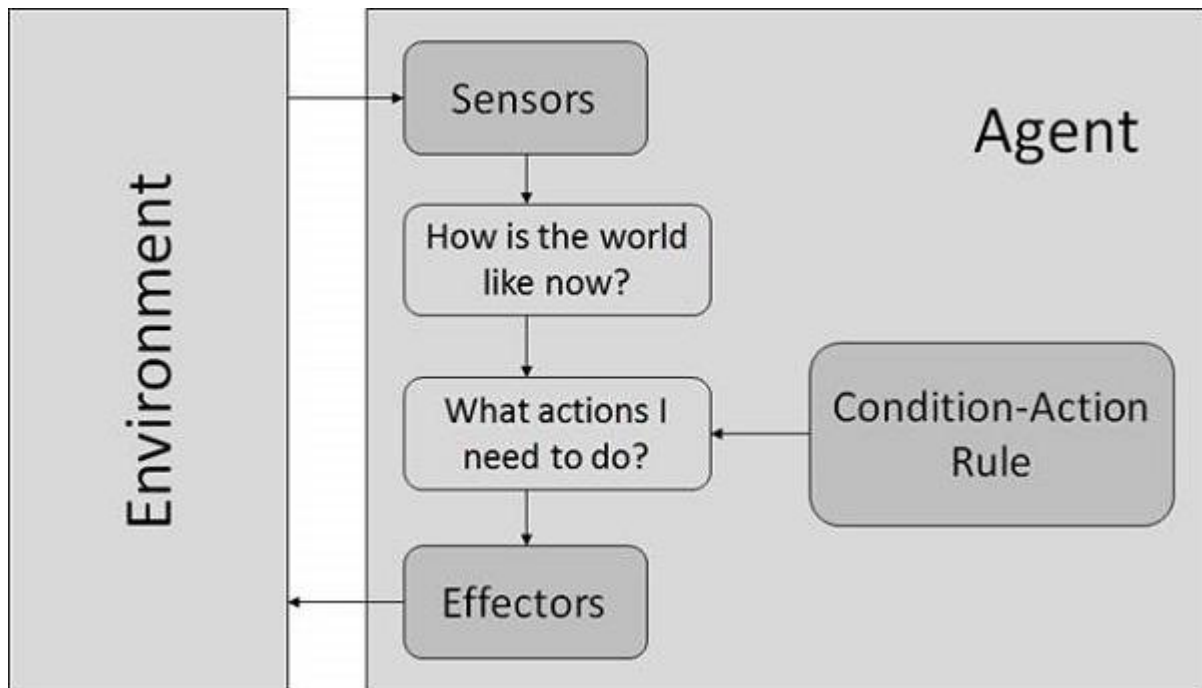 Environment
Sensors
Agent
How is the world
like now?
What actions I
need to do?
Condition-Action
Rule
Effectors